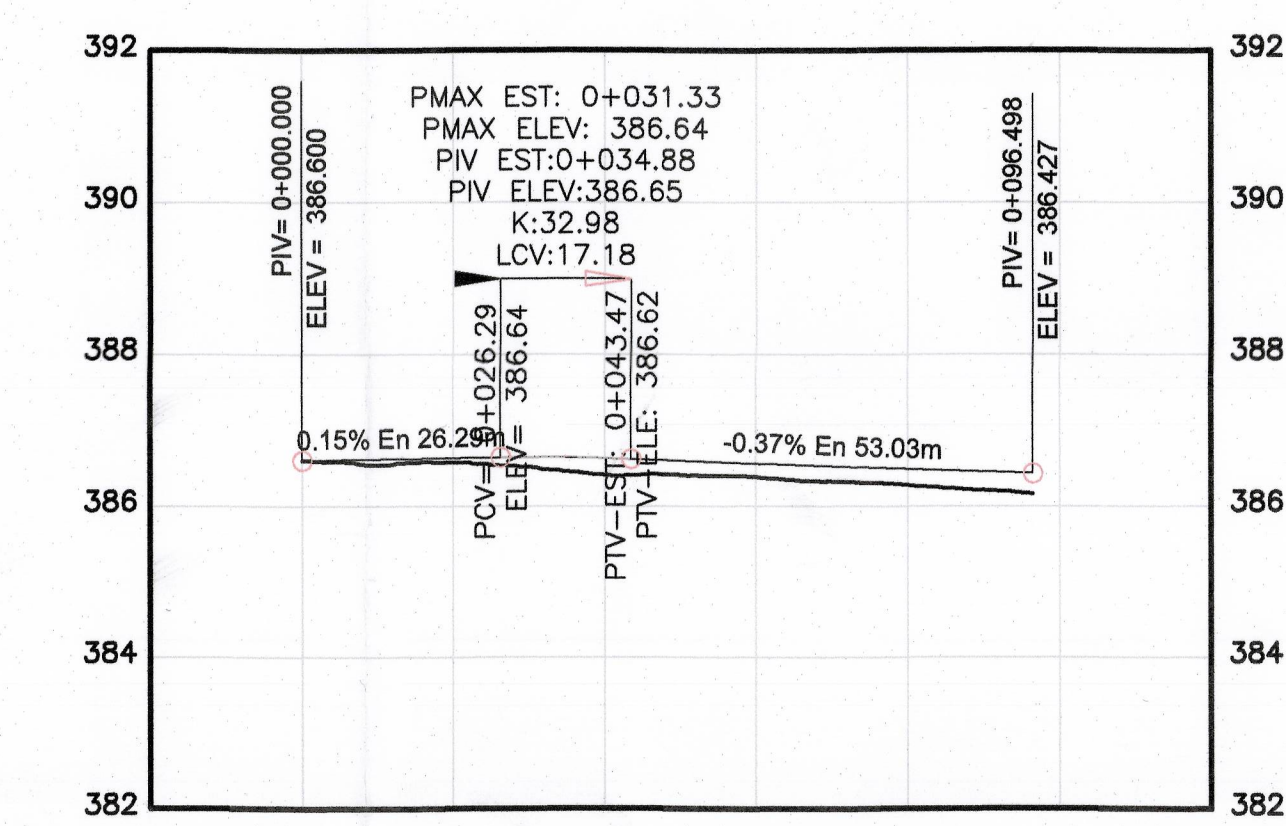 392
390
388
386
384
382
PIV= 0+000.000
ELEV = 386.600
PMAX EST: 0+031.33
PMAX ELEV: 386.64
PIV EST:0+034.88
PIV ELEV:386.65
K:32.98
LCV:17.18
PCV= 0+026.29
ELEV= 386.64
PTV-EST: 0+043.47
PTV-ELE: 386.62
0.15% En 26.29m
-0.37% En 53.03m
PIV= 0+096.498
ELEV = 386.427
392
390
388
386
384
382